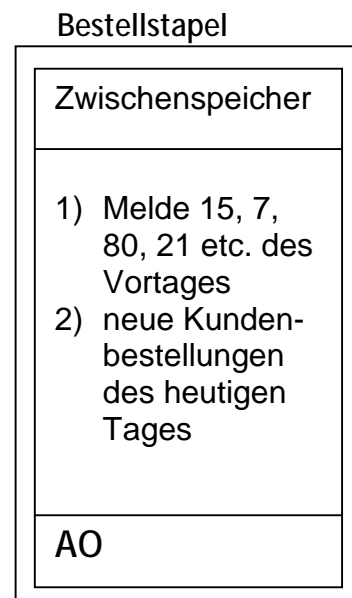 Bestellstapel
Zwischenspeicher
1) Melde 15, 7,
80, 21 etc. des
Vortages
2) neue Kunden-
bestellungen
des heutigen
Tages
AO